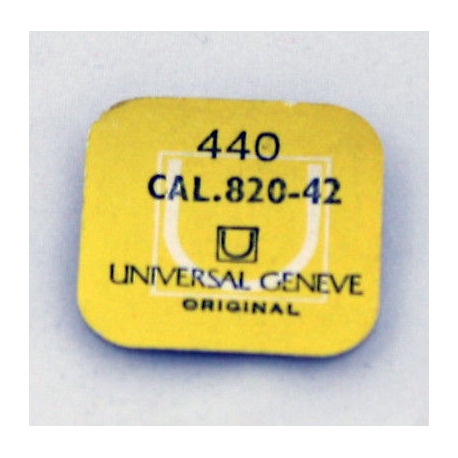 440
CAL.820-42
U
UNIVERSAL GENEVE
ORIGINAL